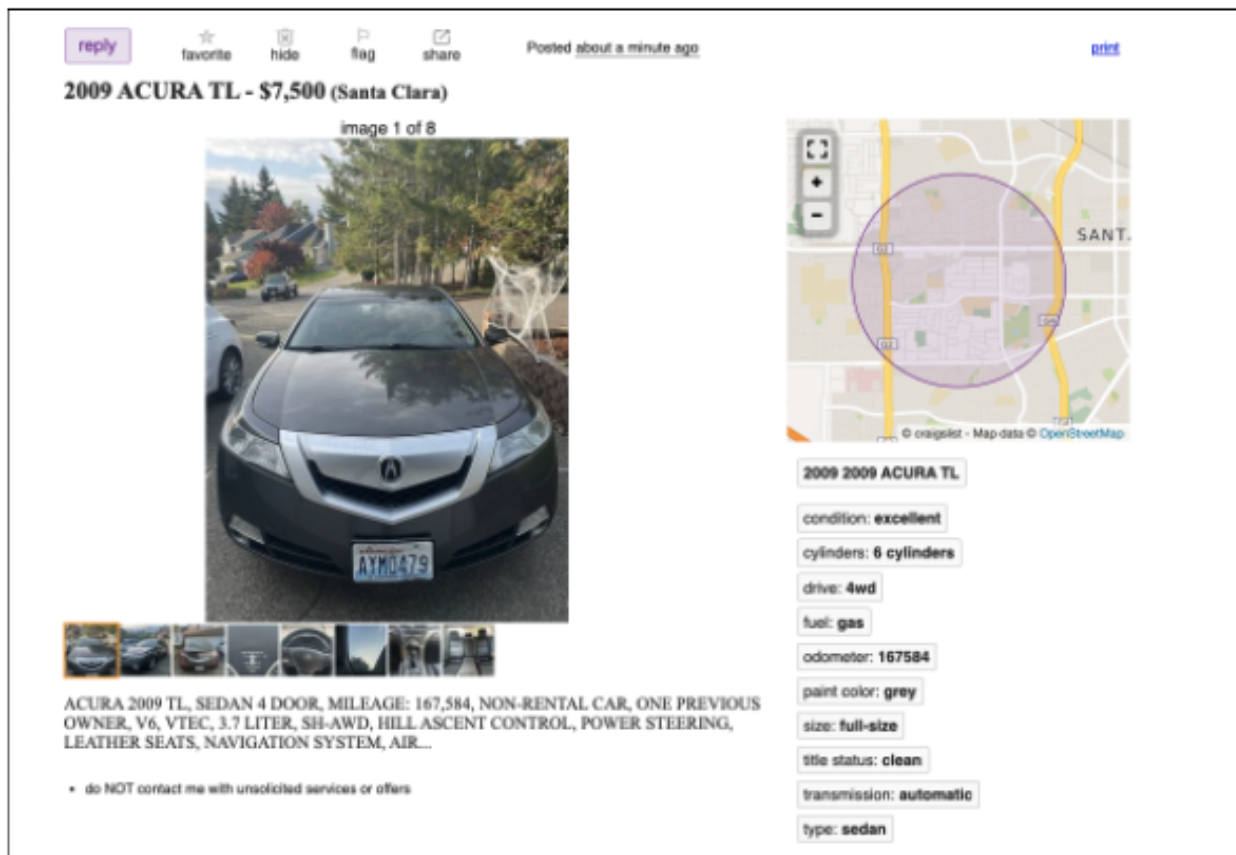 reply
favorite
hide
flag
share
Posted about a minute ago
print
2009 ACURA TL - $7,500 (Santa Clara)
image 1 of 8
AYM0479
ACURA 2009 TL, SEDAN 4 DOOR, MILEAGE: 167,584, NON-RENTAL CAR, ONE PREVIOUS
OWNER, V6, VTEC, 3.7 LITER, SH-AWD, HILL ASCENT CONTROL, POWER STEERING,
LEATHER SEATS, NAVIGATION SYSTEM, AIR...
• do NOT contact me with unsolicited services or offers
+
-
SANT.
G2
G2
© craigslist - Map data © OpenStreetMap
2009 2009 ACURA TL
condition: excellent
cylinders: 6 cylinders
drive: 4wd
fuel: gas
odometer: 167584
paint color: grey
size: full-size
title status: clean
transmission: automatic
type: sedan